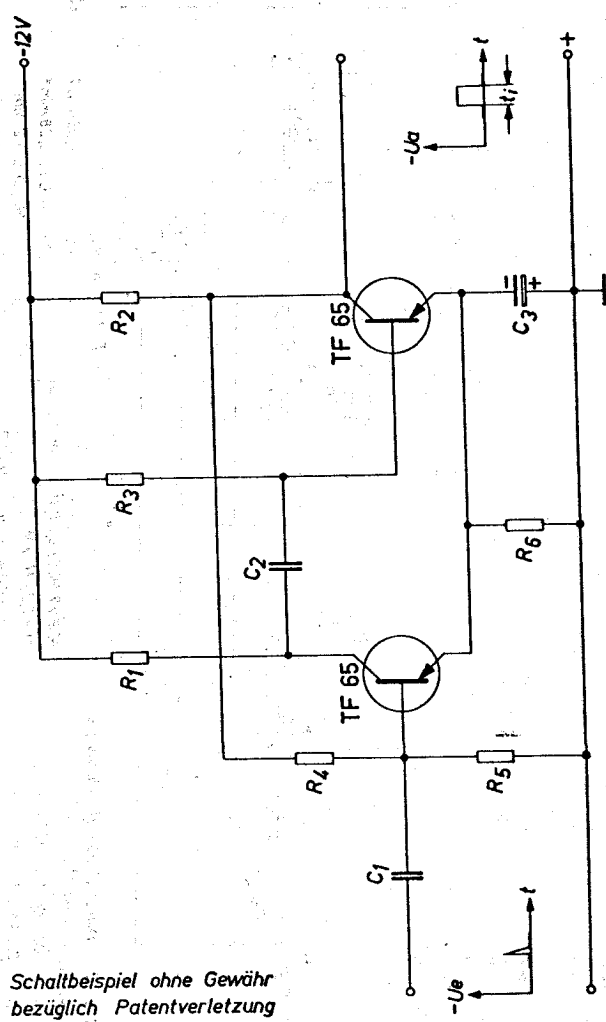 -12V
R2
R3
R1
C2
TF 65
TF 65
R4
R5
R6
C1
C3
-
+
-Ua
t
ti
+
-Ue
t
Schaltbeispiel ohne Gewähr
bezüglich Patentverletzung